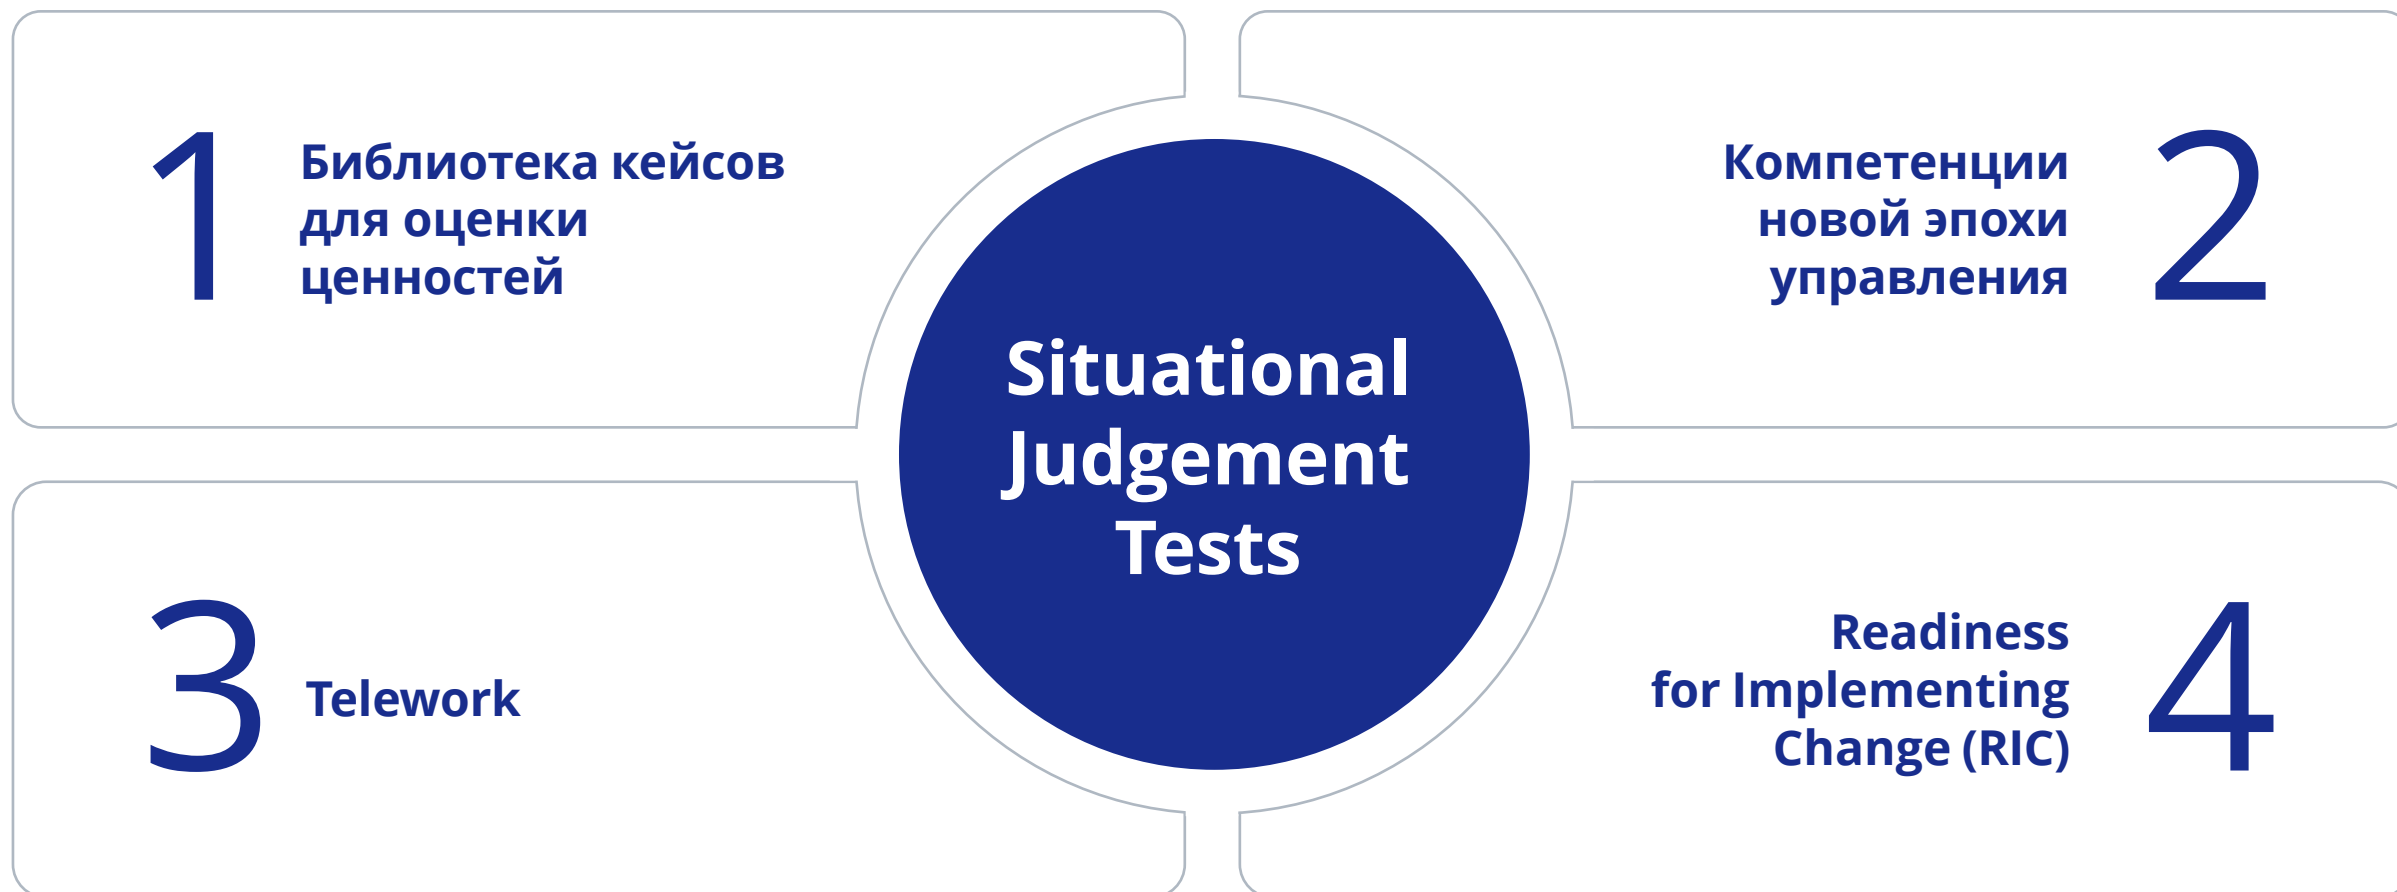 1
Библиотека кейсов
для оценки
ценностей
Компетенции
новой эпохи
управления
2
Situational
Judgement
Tests
3
Telework
Readiness
for Implementing
Change (RIC)
4